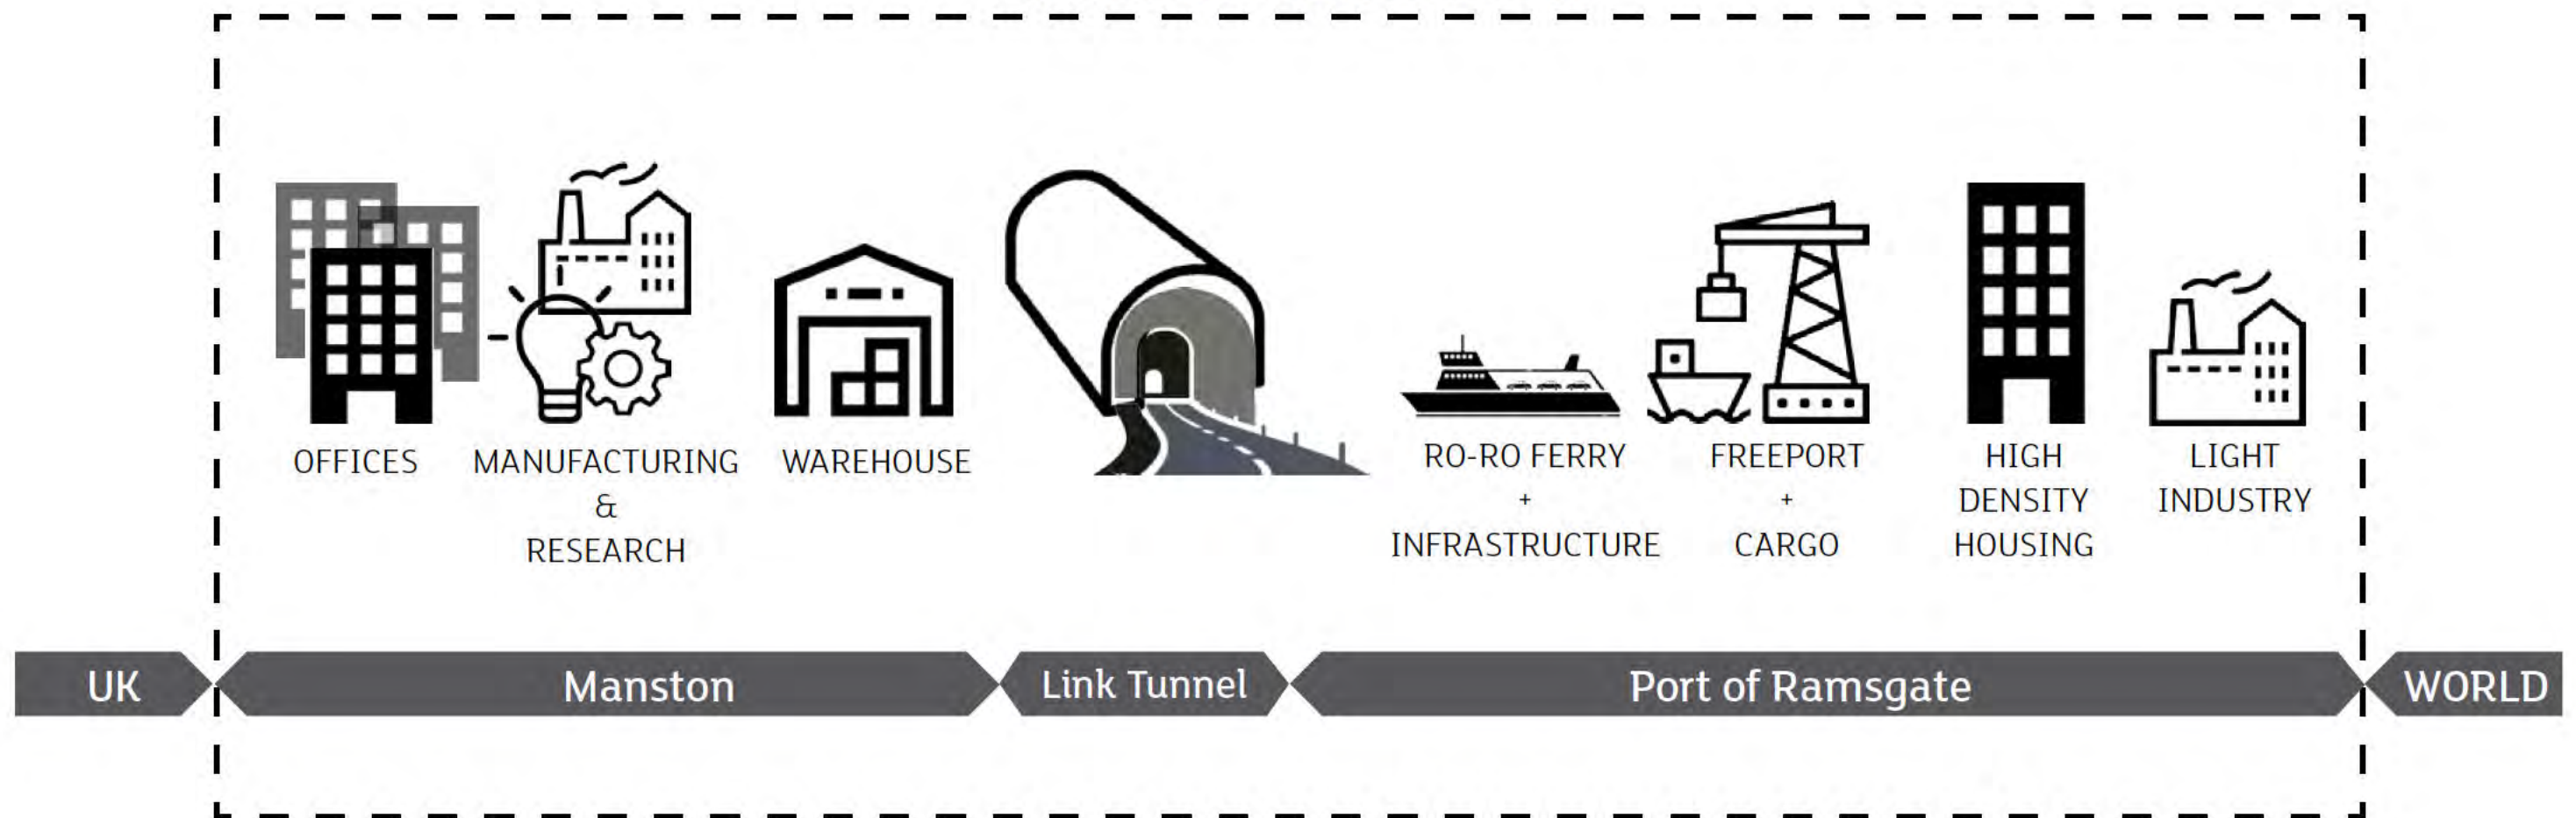 OFFICES
MANUFACTURING
&
RESEARCH
WAREHOUSE
RO-RO FERRY
+
INFRASTRUCTURE
FREEPORT
+
CARGO
HIGH
DENSITY
HOUSING
LIGHT
INDUSTRY
UK
Manston
Link Tunnel
Port of Ramsgate
WORLD